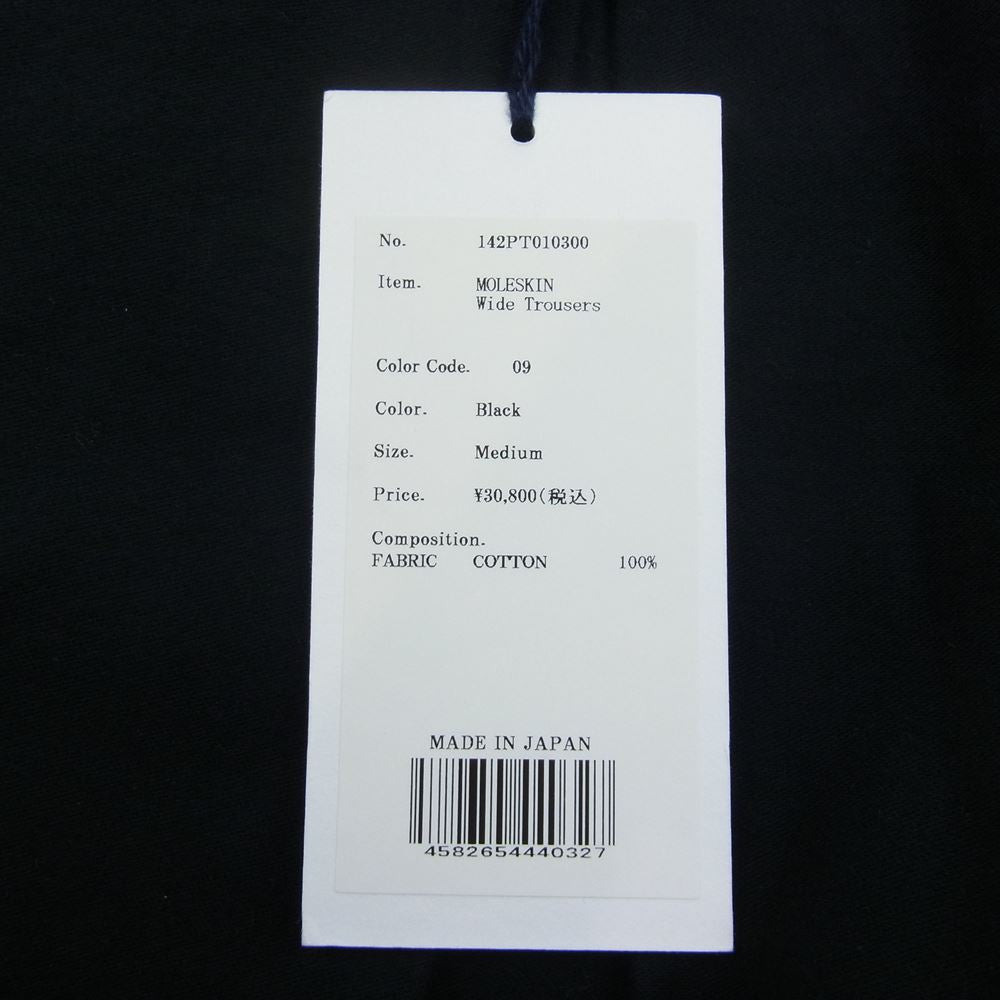 No. 142PT010300
Item. MOLESKIN
Wide Trousers
Color Code. 09
Color. Black
Size. Medium
Price. ¥30,800(税込)
Composition.
FABRIC COTTON 100%
MADE IN JAPAN
4582654440327